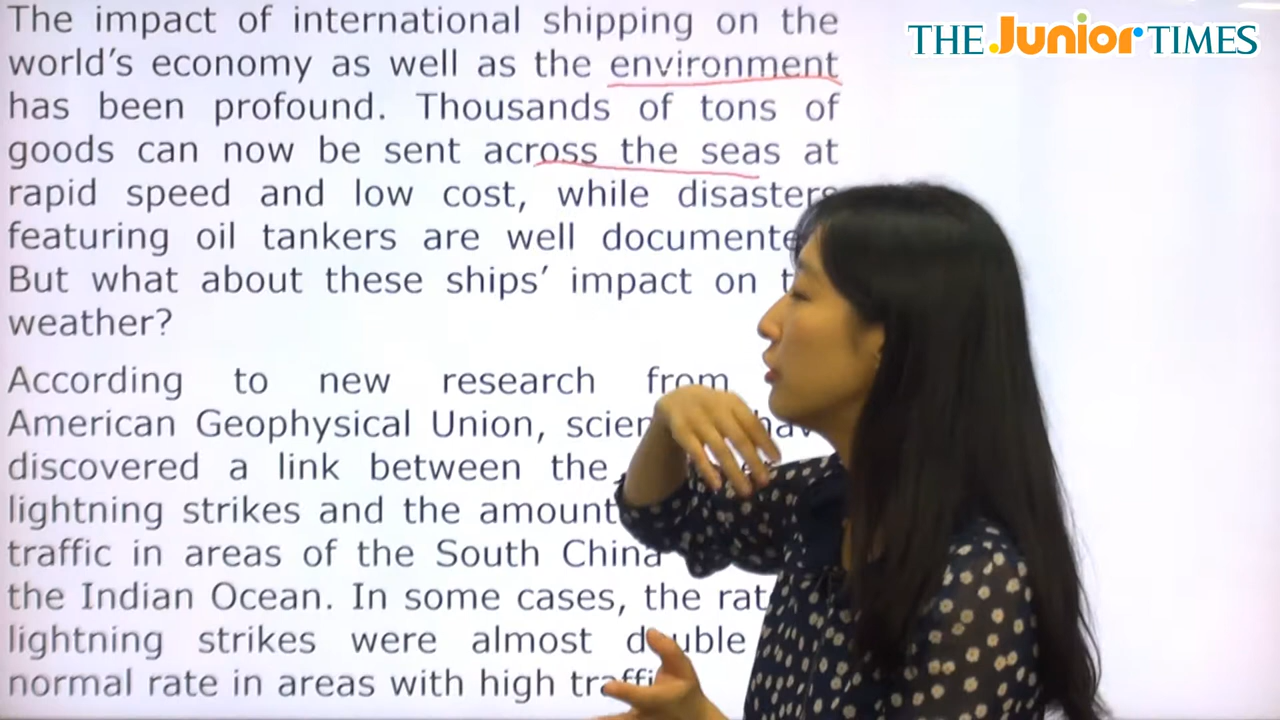 The impact of international shipping on the
THE Junior TIMES
world's economy as well as the environment
has been profound. Thousands of tons of
goods can now be sent across the seas at
rapid speed and low cost, while disasters
featuring oil tankers are well
But what about these ships' impact on
weather?
According to new research from
American Geophysical Union,
discovered a link between the
lightning strikes and the amount
traffic in areas of the South China
the Indian Ocean. In some cases, the
lightning strikes were almost double
normal rate in areas with high